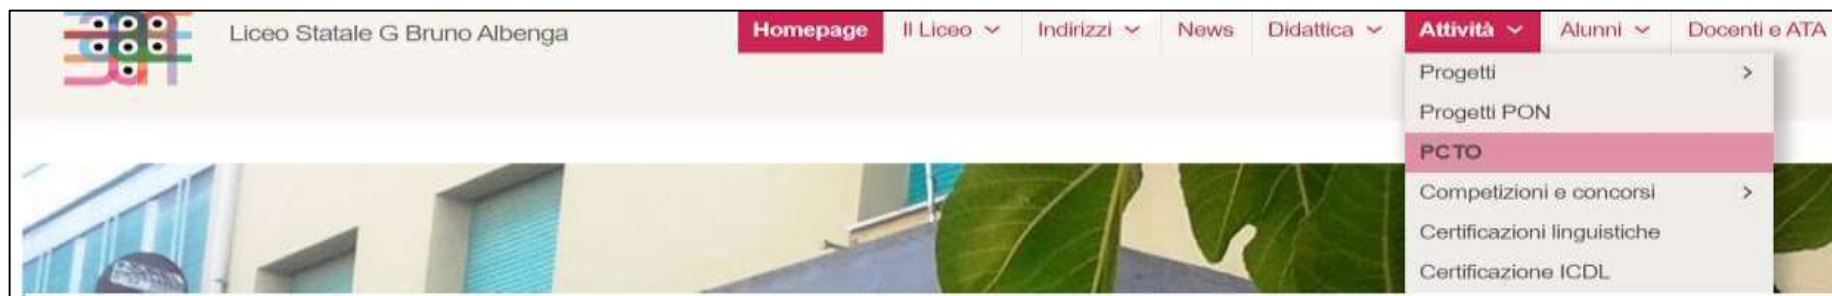 Liceo Statale G Bruno Albenga
Homepage Il Liceo Indirizzi News Didattica Attività Alunni Docenti e ATA
Progetti
Progetti PON
PCTO
Competizioni e concorsi
Certificazioni linguistiche
Certificazione ICDL